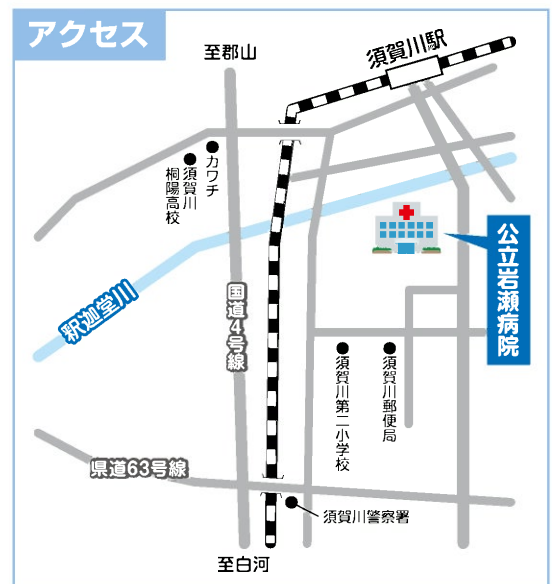 アクセス
至郡山
須賀川駅
カワチ
須賀川
桐陽高校
公立岩瀬病院
釈迦堂川
国道4号線
須賀川第二小学校
須賀川郵便局
県道63号線
須賀川警察署
至白河